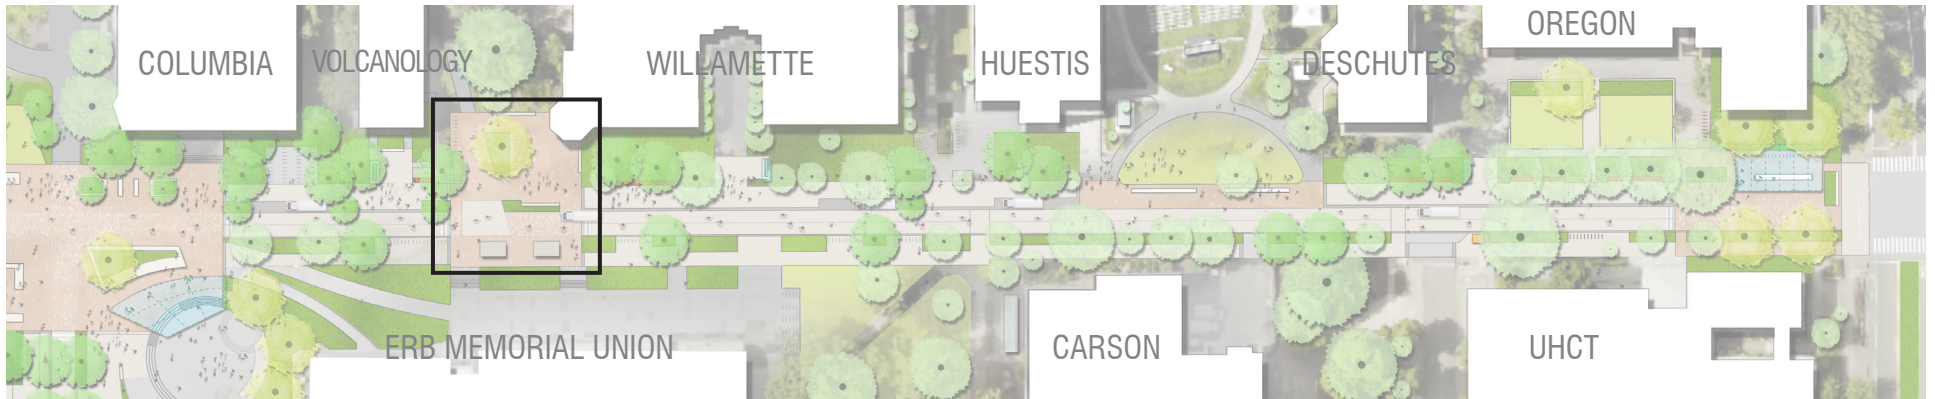 COLUMBIA
VOLCANOLOGY
WILLAMETTE
HUESTIS
DESCHUTES
OREGON
ERB MEMORIAL UNION
CARSON
UHCT